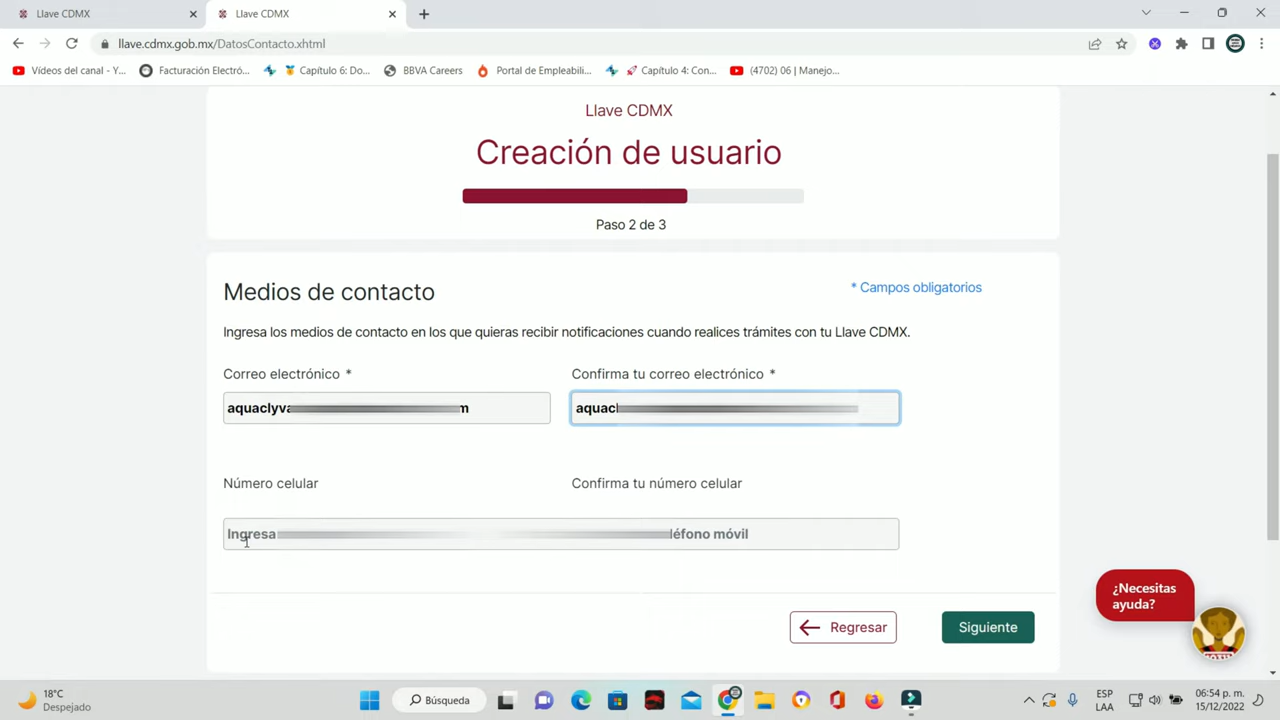 Llave CDMX
Llave CDMX
llave.cdmx.gob.mx/DatosContacto.xhtml
Vídeos del canal - Y...
Facturación Electró...
Capítulo 6: Do...
BBVA Careers
Portal de Empleabili...
Capítulo 4: Con...
(4702) 06 | Manejo...
Llave CDMX
Creación de usuario
Paso 2 de 3
Medios de contacto
* Campos obligatorios
Ingresa los medios de contacto en los que quieras recibir notificaciones cuando realices trámites con tu Llave CDMX.
Correo electrónico *
Confirma tu correo electrónico *
Número celular
Confirma tu número celular
Ingresa
móvil
¿Necesitas
ayuda?
Regresar
Siguiente
18°C
Despejado
Búsqueda
ESP
LAA
06:54 p. m.
15/12/2022